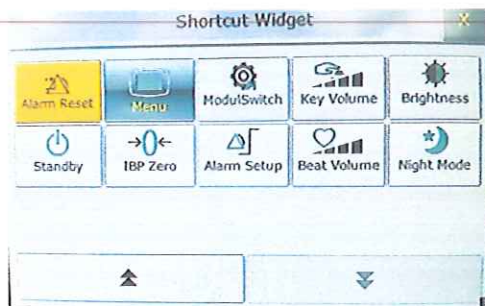 Shortcut Widget X
Alarm Reset Menu ModulSwitch Key Volume Brightness
Standby IBP Zero Alarm Setup Beat Volume Night Mode